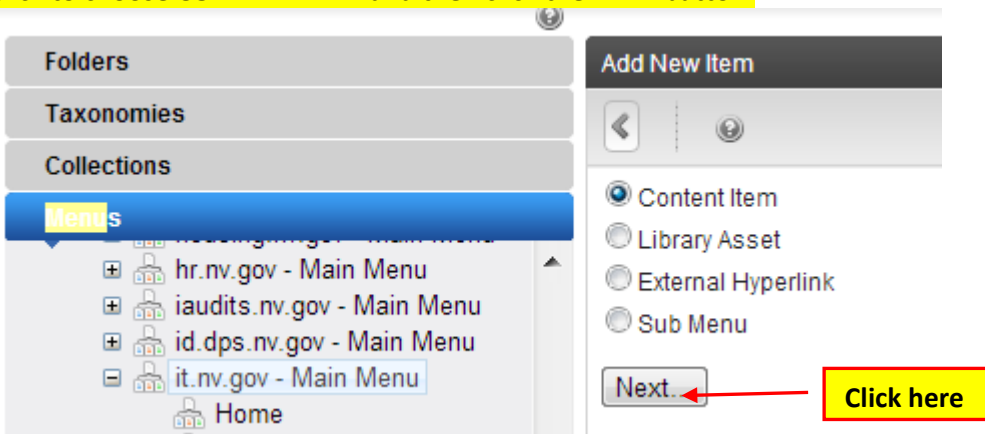 Folders
Taxonomies
Collections
Menus
hr.nv.gov - Main Menu
iaudits.nv.gov - Main Menu
id.dps.nv.gov - Main Menu
it.nv.gov - Main Menu
Home
Add New Item
Content Item
Library Asset
External Hyperlink
Sub Menu
Next...
Click here